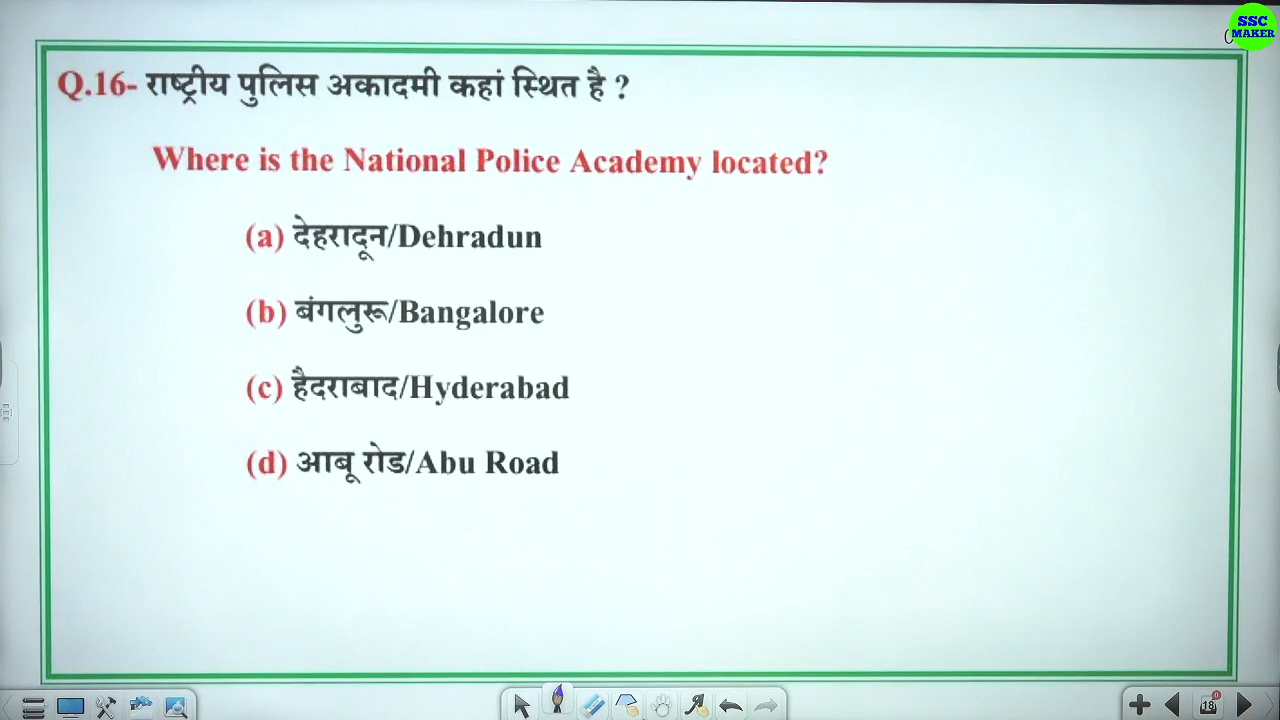 SSC
MAKER
Q.16- राष्ट्रीय पुलिस अकादमी कहां स्थित है ?
Where is the National Police Academy located?
(a) देहरादून/Dehradun
(b) बंगलुरू/Bangalore
(c) हैदराबाद/Hyderabad
(d) आबू रोड/Abu Road
18